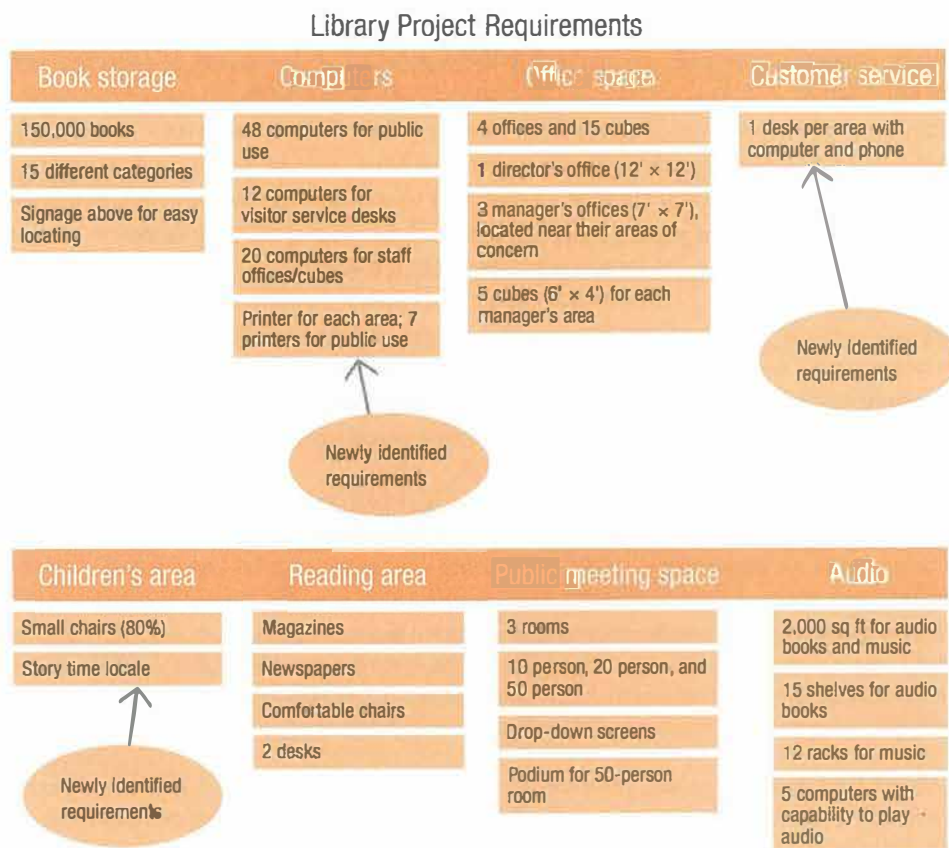 Library Project Requirements
Book storage
150,000 books
15 different categories
Signage above for easy
locating
48 computers for public
use
12 computers for
visitor service desks
20 computers for staff
offices/cubes
Printer for each area; 7
printers for public use
Newly identified
requirements
space
4 offices and 15 cubes
1 director's office (12' × 12')
3 manager's offices (7' × 7'),
located near their areas of
concern
5 cubes (6' × 4') for each
manager's area
Customer service
1 desk per area with
computer and phone
Newly identified
requirements
Children's area
Small chairs (80%)
Story time locale
Newly identified
requirements
Reading area
Magazines
Newspapers
Comfortable chairs
2 desks
Public meeting space
3 rooms
10 person, 20 person, and
50 person
Drop-down screens
Podium for 50-person
room
Audio
2,000 sq ft for audio
books and music
15 shelves for audio
books
12 racks for music
5 computers with
capability to play
audio